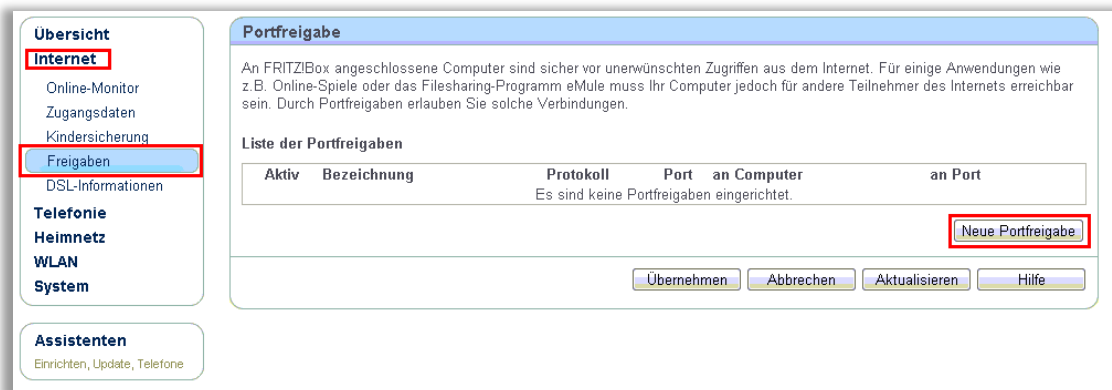 Übersicht
Internet
Online-Monitor
Zugangsdaten
Kindersicherung
Freigaben
DSL-Informationen
Telefonie
Heimnetz
WLAN
System
Assistenten
Einrichten, Update, Telefone
Portfreigabe
An FRITZ!Box angeschlossene Computer sind sicher vor unerwünschten Zugriffen aus dem Internet. Für einige Anwendungen wie
z.B. Online-Spiele oder das Filesharing-Programm eMule muss Ihr Computer jedoch für andere Teilnehmer des Internets erreichbar
sein. Durch Portfreigaben erlauben Sie solche Verbindungen.
Liste der Portfreigaben
Aktiv Bezeichnung Protokoll Port an Computer an Port
Es sind keine Portfreigaben eingerichtet.
Neue Portfreigabe
Übernehmen Abbrechen Aktualisieren Hilfe